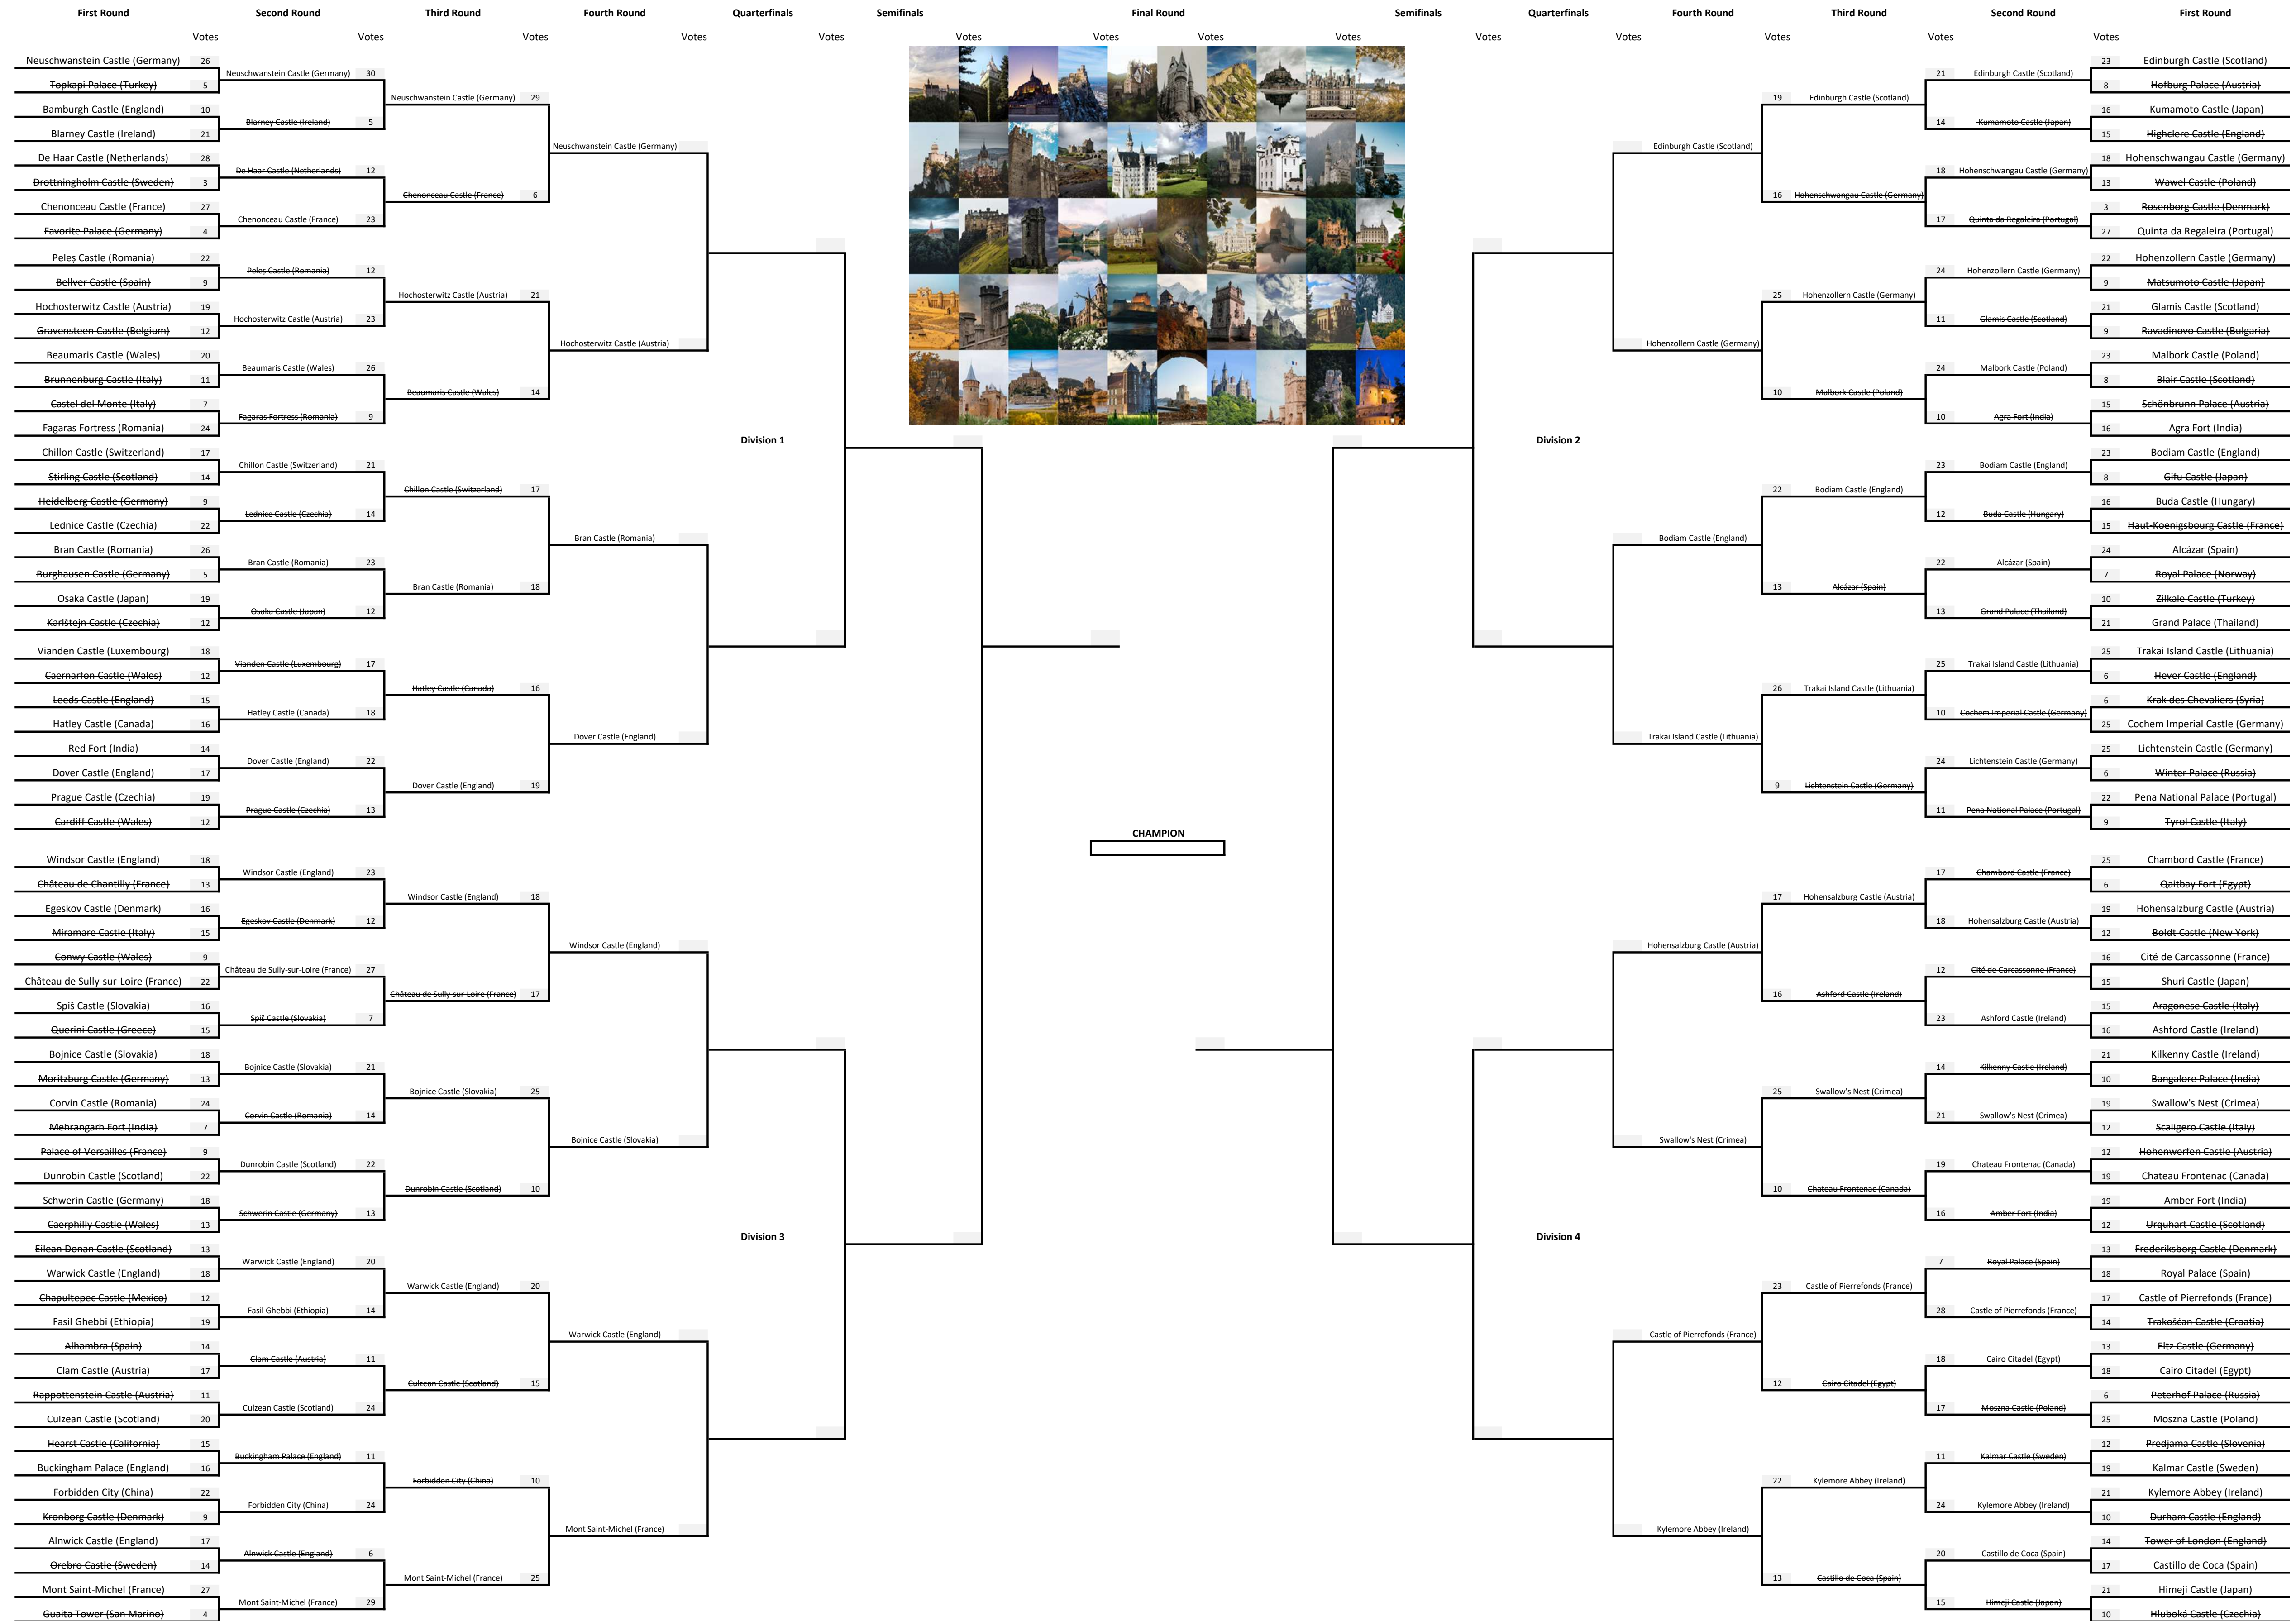 First Round Second Round Third Round Fourth Round Quarterfinals Semifinals Final Round Semifinals Quarterfinals Fourth Round Third Round Second Round First Round
Votes Votes Votes Votes Votes Votes Votes Votes Votes Votes Votes Votes Votes Votes
Neuschwanstein Castle (Germany) 26
Topkapi Palace (Turkey) 5
Bamburgh Castle (England) 10
Blarney Castle (Ireland) 21
De Haar Castle (Netherlands) 28
Drottningholm Castle (Sweden) 3
Chenonceau Castle (France) 27
Favorite Palace (Germany) 4
Peleș Castle (Romania) 22
Bellver Castle (Spain) 9
Hochosterwitz Castle (Austria) 19
Gravensteen Castle (Belgium) 12
Beaumaris Castle (Wales) 20
Brunnenburg Castle (Italy) 11
Castel del Monte (Italy) 7
Fagaras Fortress (Romania) 24
Chillon Castle (Switzerland) 17
Stirling Castle (Scotland) 14
Heidelberg Castle (Germany) 9
Lednice Castle (Czechia) 22
Bran Castle (Romania) 26
Burghausen Castle (Germany) 5
Osaka Castle (Japan) 19
Karlštejn Castle (Czechia) 12
Vianden Castle (Luxembourg) 18
Caernarfon Castle (Wales) 12
Leeds Castle (England) 15
Hatley Castle (Canada) 16
Red Fort (India) 14
Dover Castle (England) 17
Prague Castle (Czechia) 19
Cardiff Castle (Wales) 12
Windsor Castle (England) 18
Château de Chantilly (France) 13
Egeskov Castle (Denmark) 16
Miramare Castle (Italy) 15
Conwy Castle (Wales) 9
Château de Sully-sur-Loire (France) 22
Spiš Castle (Slovakia) 16
Querini Castle (Greece) 15
Bojnice Castle (Slovakia) 18
Moritzburg Castle (Germany) 13
Corvin Castle (Romania) 24
Mehrangarh Fort (India) 7
Palace of Versailles (France) 9
Dunrobin Castle (Scotland) 22
Schwerin Castle (Germany) 18
Caerphilly Castle (Wales) 13
Eilean Donan Castle (Scotland) 13
Warwick Castle (England) 18
Chapultepec Castle (Mexico) 12
Fasil Ghebbi (Ethiopia) 19
Alhambra (Spain) 14
Clam Castle (Austria) 17
Rappottenstein Castle (Austria) 11
Culzean Castle (Scotland) 20
Hearst Castle (California) 15
Buckingham Palace (England) 16
Forbidden City (China) 22
Kronborg Castle (Denmark) 9
Alnwick Castle (England) 17
Orebro Castle (Sweden) 14
Mont Saint-Michel (France) 27
Guaita Tower (San Marino) 4
Neuschwanstein Castle (Germany) 30
Blarney Castle (Ireland) 5
De Haar Castle (Netherlands) 12
Chenonceau Castle (France) 23
Peleș Castle (Romania) 12
Hochosterwitz Castle (Austria) 23
Beaumaris Castle (Wales) 26
Fagaras Fortress (Romania) 9
Chillon Castle (Switzerland) 21
Lednice Castle (Czechia) 14
Bran Castle (Romania) 23
Osaka Castle (Japan) 12
Vianden Castle (Luxembourg) 17
Hatley Castle (Canada) 18
Dover Castle (England) 22
Prague Castle (Czechia) 13
Windsor Castle (England) 23
Egeskov Castle (Denmark) 12
Château de Sully-sur-Loire (France) 27
Spiš Castle (Slovakia) 7
Bojnice Castle (Slovakia) 21
Corvin Castle (Romania) 14
Dunrobin Castle (Scotland) 22
Schwerin Castle (Germany) 13
Warwick Castle (England) 20
Fasil Ghebbi (Ethiopia) 14
Clam Castle (Austria) 11
Culzean Castle (Scotland) 24
Buckingham Palace (England) 11
Forbidden City (China) 24
Alnwick Castle (England) 6
Mont Saint-Michel (France) 29
Neuschwanstein Castle (Germany) 29
Chenonceau Castle (France) 6
Hochosterwitz Castle (Austria) 21
Beaumaris Castle (Wales) 14
Chillon Castle (Switzerland) 17
Bran Castle (Romania) 18
Hatley Castle (Canada) 16
Dover Castle (England) 19
Windsor Castle (England) 18
Château de Sully-sur-Loire (France) 17
Bojnice Castle (Slovakia) 25
Dunrobin Castle (Scotland) 10
Warwick Castle (England) 20
Culzean Castle (Scotland) 15
Forbidden City (China) 10
Mont Saint-Michel (France) 25
Neuschwanstein Castle (Germany)
Hochosterwitz Castle (Austria)
Bran Castle (Romania)
Dover Castle (England)
Windsor Castle (England)
Bojnice Castle (Slovakia)
Warwick Castle (England)
Mont Saint-Michel (France)
Division 1
Division 3
CHAMPION
Division 2
Division 4
Edinburgh Castle (Scotland)
Hohenzollern Castle (Germany)
Bodiam Castle (England)
Trakai Island Castle (Lithuania)
Hohensalzburg Castle (Austria)
Swallow's Nest (Crimea)
Castle of Pierrefonds (France)
Kylemore Abbey (Ireland)
19 Edinburgh Castle (Scotland)
16 Hohenschwangau Castle (Germany)
25 Hohenzollern Castle (Germany)
10 Malbork Castle (Poland)
22 Bodiam Castle (England)
13 Alcázar (Spain)
26 Trakai Island Castle (Lithuania)
9 Lichtenstein Castle (Germany)
17 Hohensalzburg Castle (Austria)
16 Ashford Castle (Ireland)
25 Swallow's Nest (Crimea)
10 Chateau Frontenac (Canada)
23 Castle of Pierrefonds (France)
12 Cairo Citadel (Egypt)
22 Kylemore Abbey (Ireland)
13 Castillo de Coca (Spain)
21 Edinburgh Castle (Scotland)
14 Kumamoto Castle (Japan)
18 Hohenschwangau Castle (Germany)
17 Quinta da Regaleira (Portugal)
24 Hohenzollern Castle (Germany)
11 Glamis Castle (Scotland)
24 Malbork Castle (Poland)
10 Agra Fort (India)
23 Bodiam Castle (England)
12 Buda Castle (Hungary)
22 Alcázar (Spain)
13 Grand Palace (Thailand)
25 Trakai Island Castle (Lithuania)
10 Cochem Imperial Castle (Germany)
24 Lichtenstein Castle (Germany)
11 Pena National Palace (Portugal)
17 Chambord Castle (France)
18 Hohensalzburg Castle (Austria)
12 Cité de Carcassonne (France)
23 Ashford Castle (Ireland)
14 Kilkenny Castle (Ireland)
21 Swallow's Nest (Crimea)
19 Chateau Frontenac (Canada)
16 Amber Fort (India)
7 Royal Palace (Spain)
28 Castle of Pierrefonds (France)
18 Cairo Citadel (Egypt)
17 Moszna Castle (Poland)
11 Kalmar Castle (Sweden)
24 Kylemore Abbey (Ireland)
20 Castillo de Coca (Spain)
15 Himeji Castle (Japan)
23 Edinburgh Castle (Scotland)
8 Hofburg Palace (Austria)
16 Kumamoto Castle (Japan)
15 Highclere Castle (England)
18 Hohenschwangau Castle (Germany)
13 Wawel Castle (Poland)
3 Rosenborg Castle (Denmark)
27 Quinta da Regaleira (Portugal)
22 Hohenzollern Castle (Germany)
9 Matsumoto Castle (Japan)
21 Glamis Castle (Scotland)
9 Ravadinovo Castle (Bulgaria)
23 Malbork Castle (Poland)
8 Blair Castle (Scotland)
15 Schönbrunn Palace (Austria)
16 Agra Fort (India)
23 Bodiam Castle (England)
8 Gifu Castle (Japan)
16 Buda Castle (Hungary)
15 Haut-Koenigsbourg Castle (France)
24 Alcázar (Spain)
7 Royal Palace (Norway)
10 Zilkale Castle (Turkey)
21 Grand Palace (Thailand)
25 Trakai Island Castle (Lithuania)
6 Hever Castle (England)
6 Krak des Chevaliers (Syria)
25 Cochem Imperial Castle (Germany)
25 Lichtenstein Castle (Germany)
6 Winter Palace (Russia)
22 Pena National Palace (Portugal)
9 Tyrol Castle (Italy)
25 Chambord Castle (France)
6 Qaitbay Fort (Egypt)
19 Hohensalzburg Castle (Austria)
12 Boldt Castle (New York)
16 Cité de Carcassonne (France)
15 Shuri Castle (Japan)
15 Aragonese Castle (Italy)
16 Ashford Castle (Ireland)
21 Kilkenny Castle (Ireland)
10 Bangalore Palace (India)
19 Swallow's Nest (Crimea)
12 Scaligero Castle (Italy)
12 Hohenwerfen Castle (Austria)
19 Chateau Frontenac (Canada)
19 Amber Fort (India)
12 Urquhart Castle (Scotland)
13 Frederiksborg Castle (Denmark)
18 Royal Palace (Spain)
17 Castle of Pierrefonds (France)
14 Trakošćan Castle (Croatia)
13 Eltz Castle (Germany)
18 Cairo Citadel (Egypt)
6 Peterhof Palace (Russia)
25 Moszna Castle (Poland)
12 Predjama Castle (Slovenia)
19 Kalmar Castle (Sweden)
21 Kylemore Abbey (Ireland)
10 Durham Castle (England)
14 Tower of London (England)
17 Castillo de Coca (Spain)
21 Himeji Castle (Japan)
10 Hluboká Castle (Czechia)